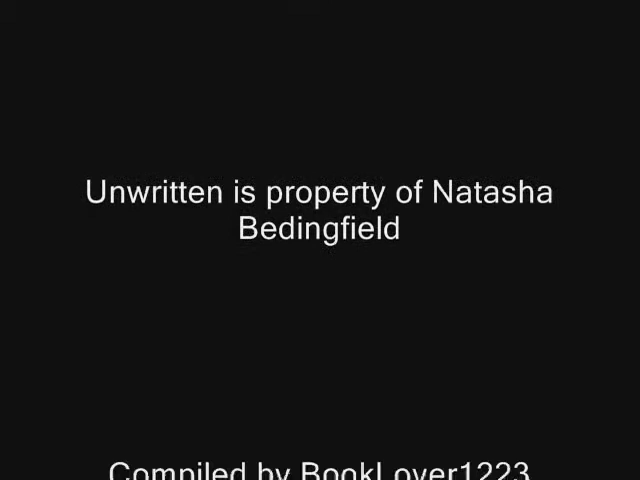 Unwritten is property of Natasha
Bedingfield
Compiled by BookLover1223